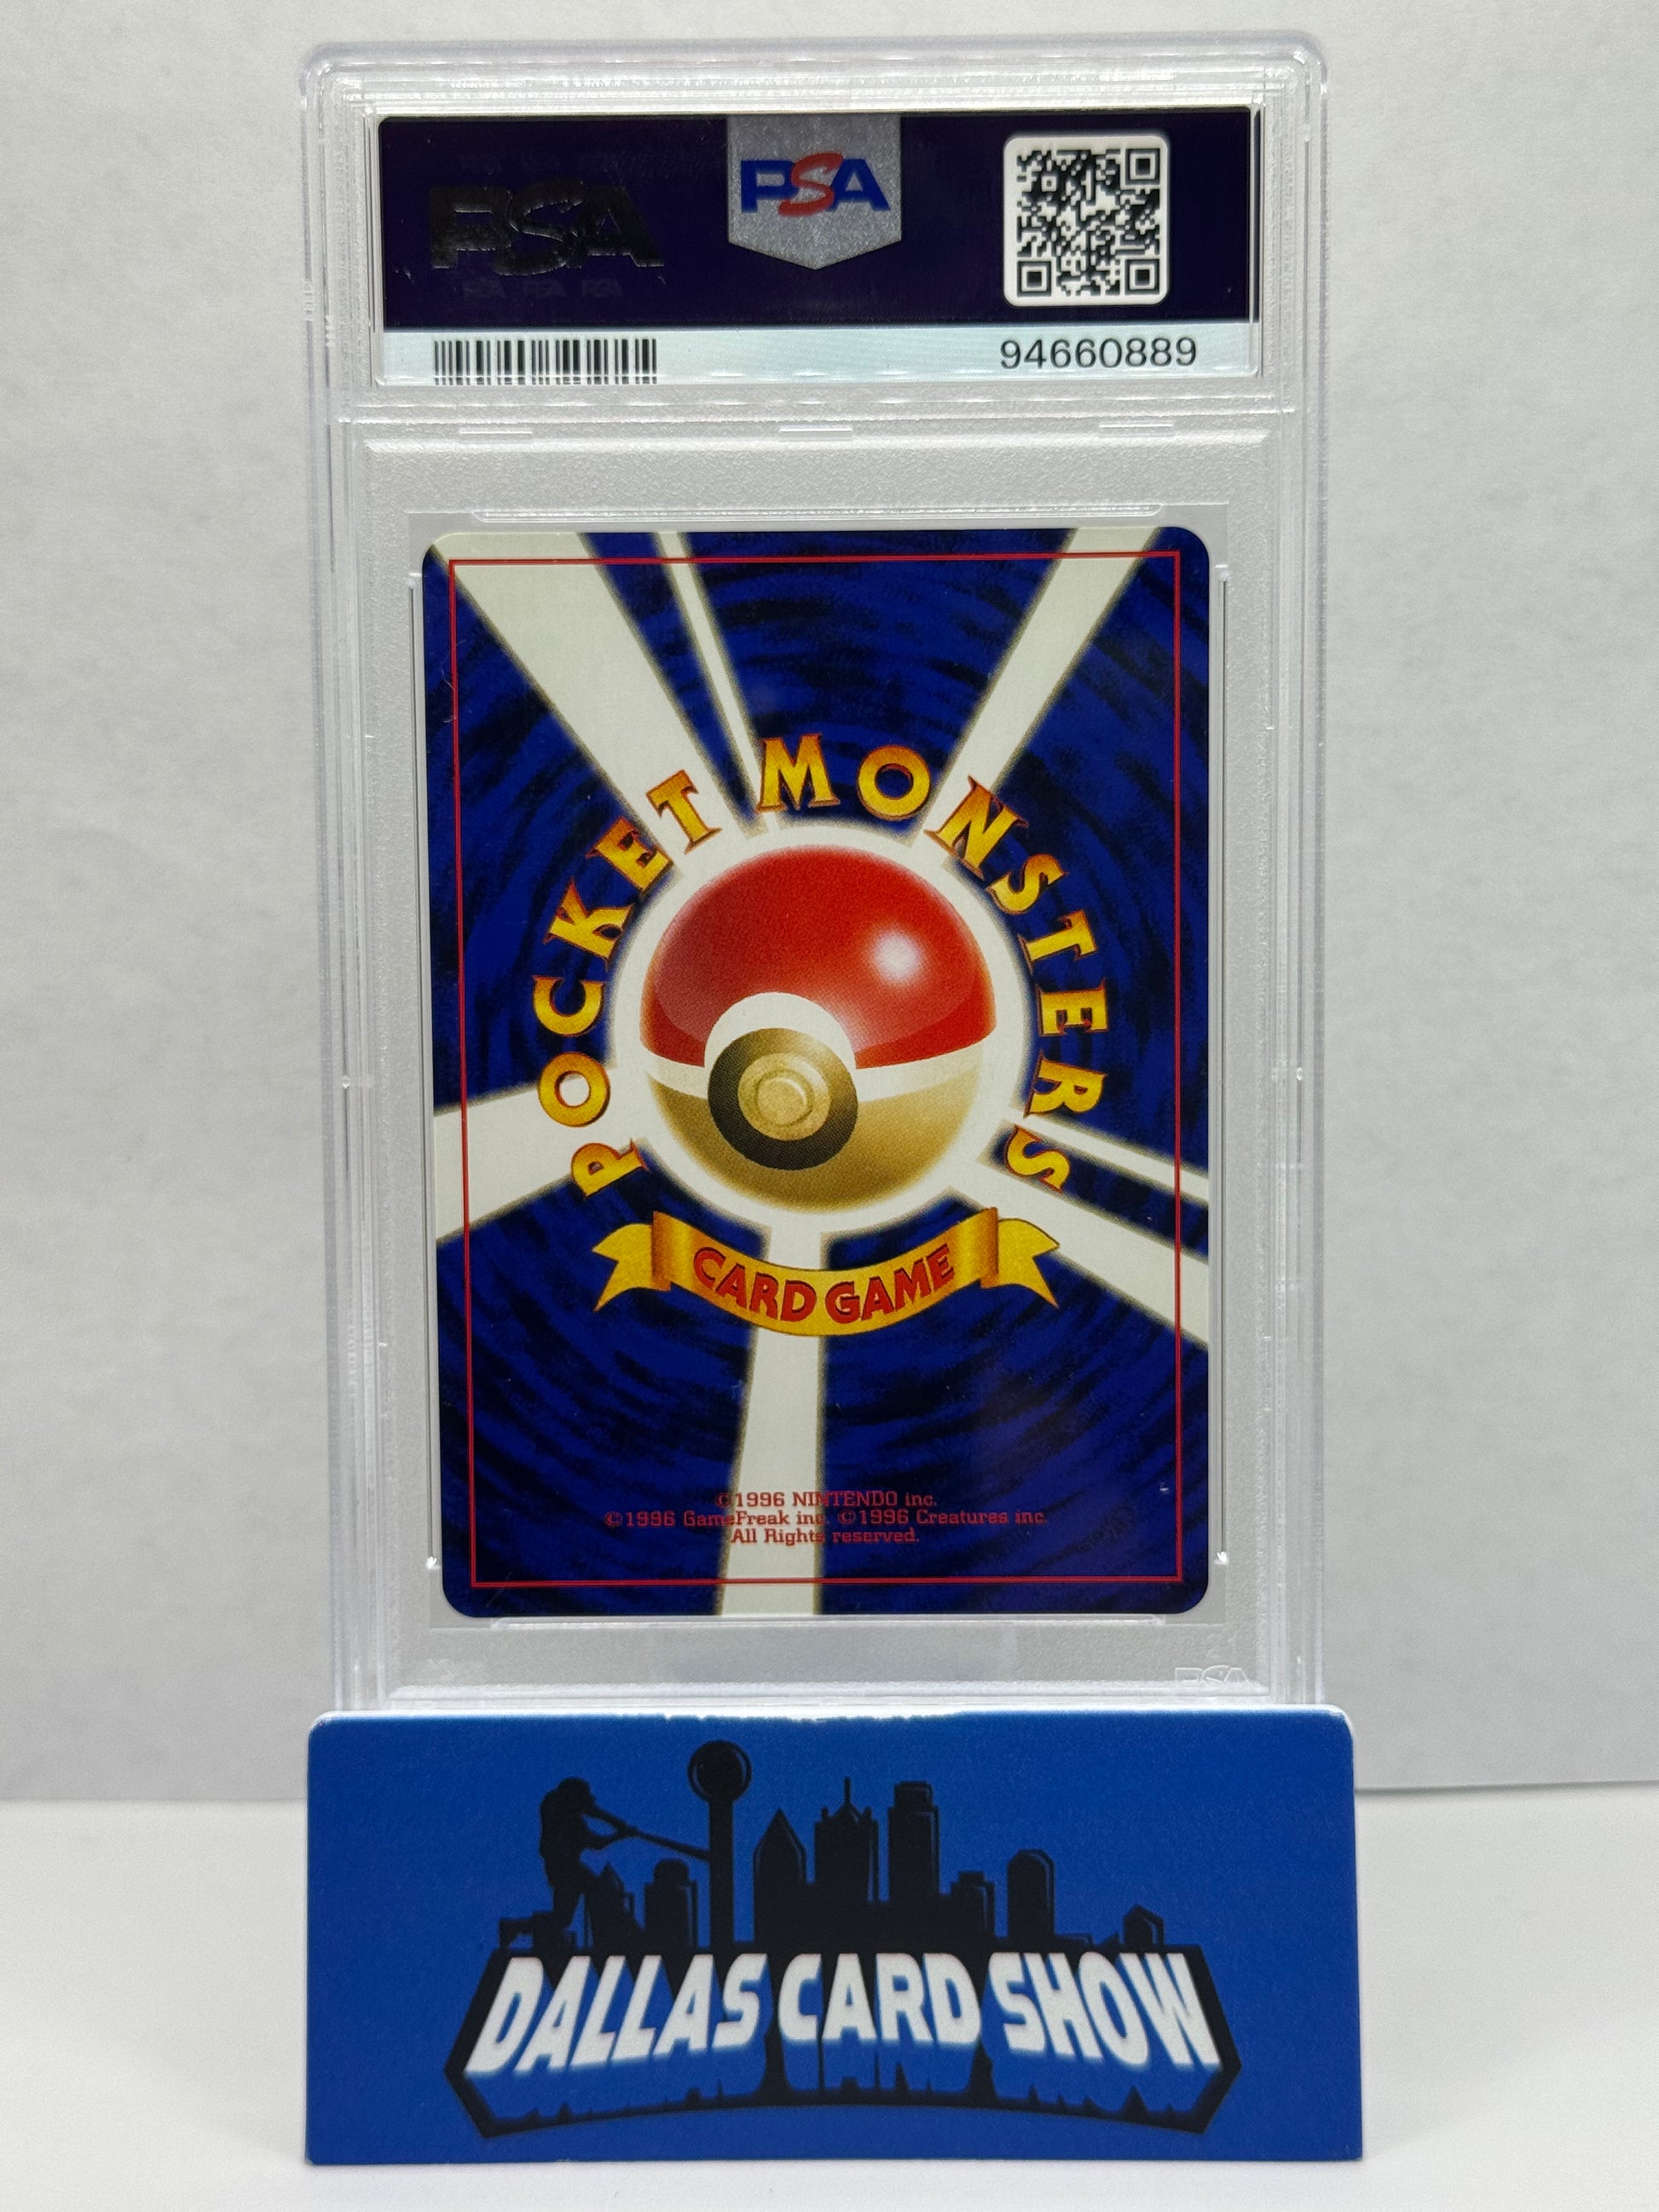 PSA
PSA
94660889
POCKET MONSTERS
CARD GAME
©1996 NINTENDO inc.
©1996 GameFreak inc. ©1996 Creatures inc.
All Rights reserved.
PSA
DALLAS CARD SHOW